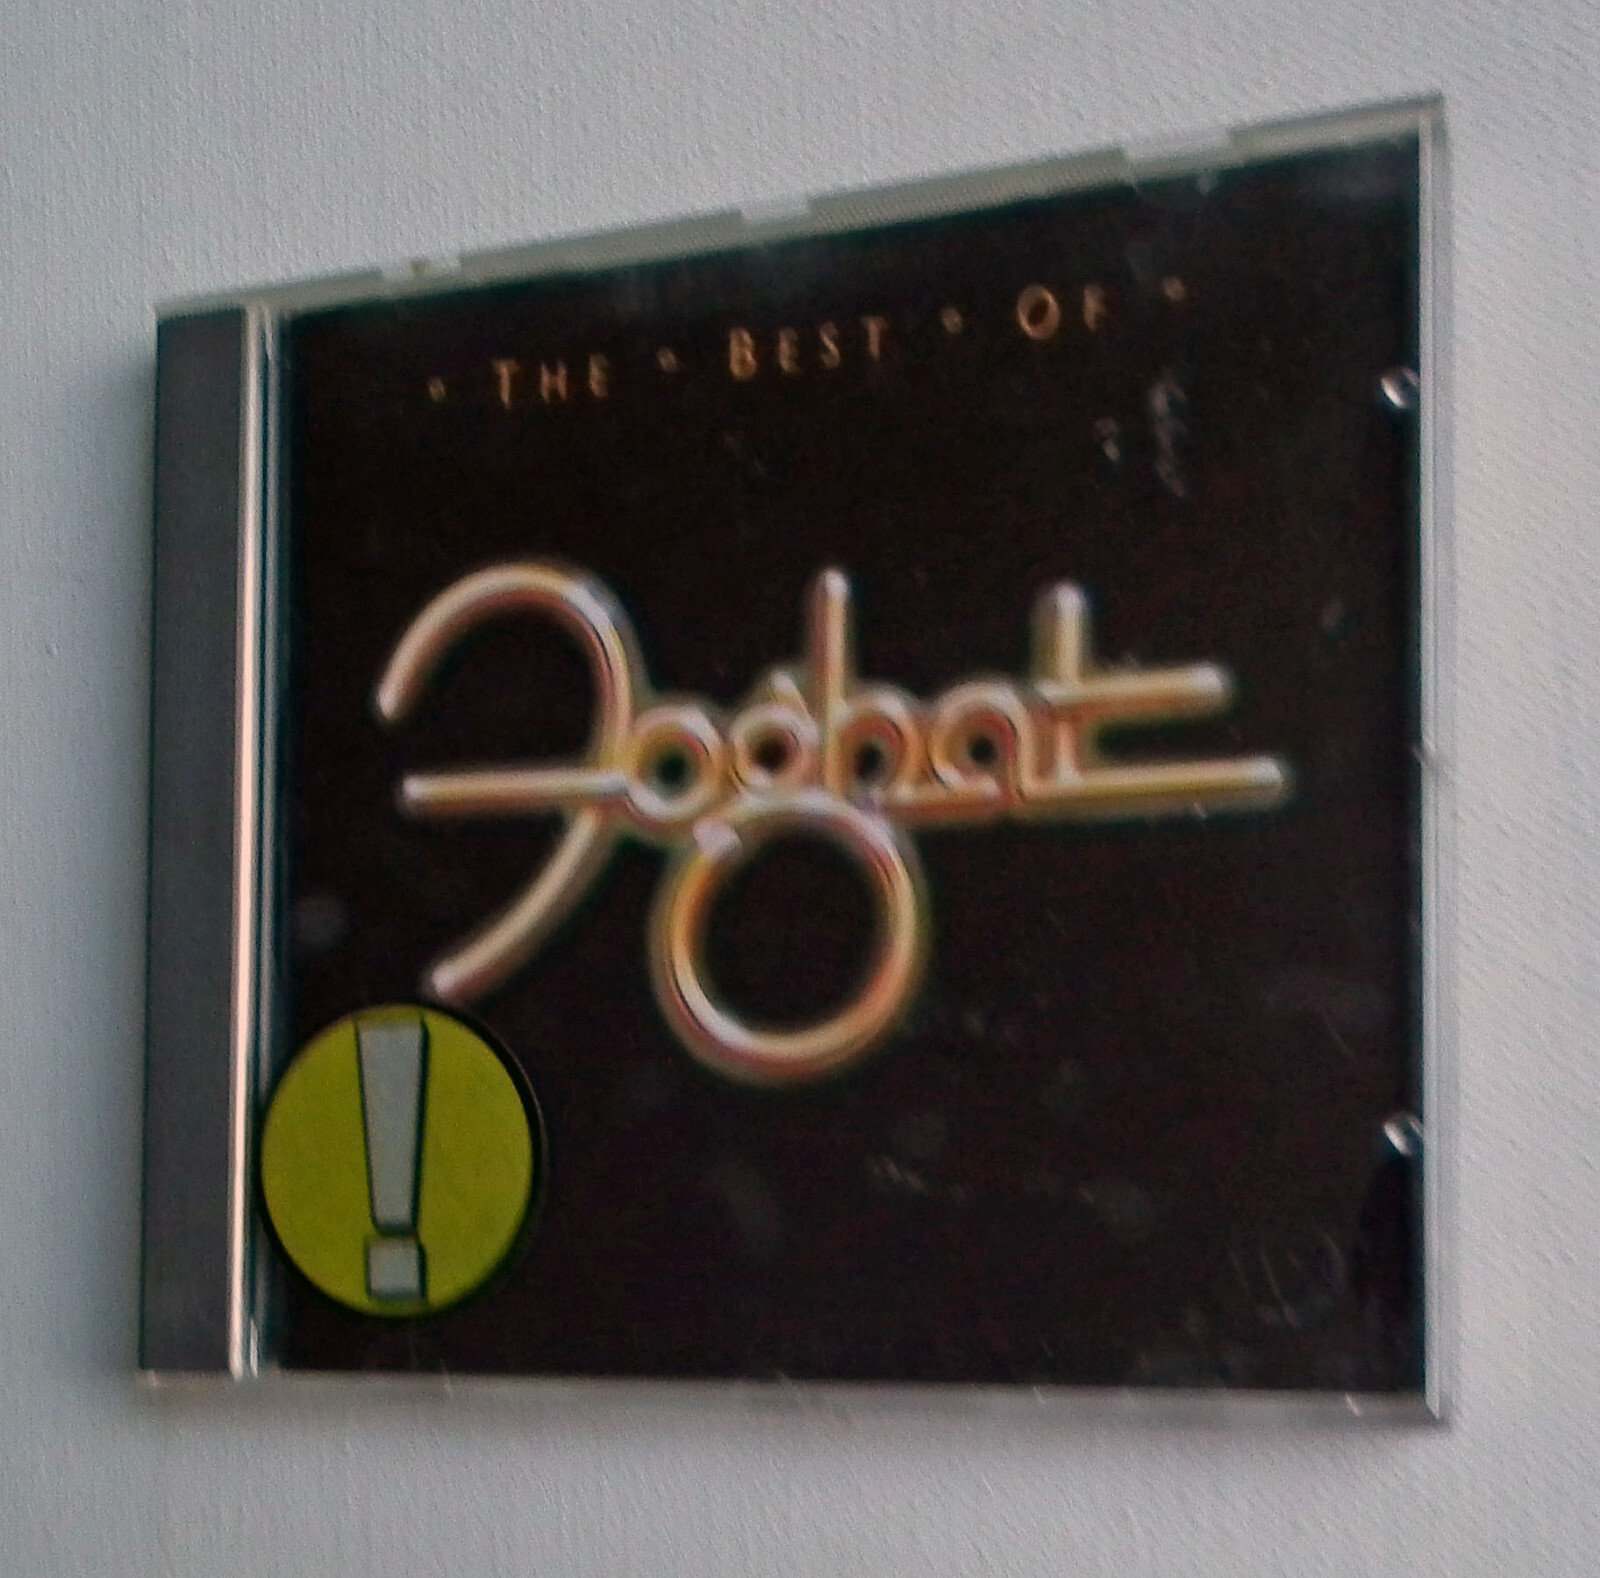 • THE • BEST • OF •
Foghat
!